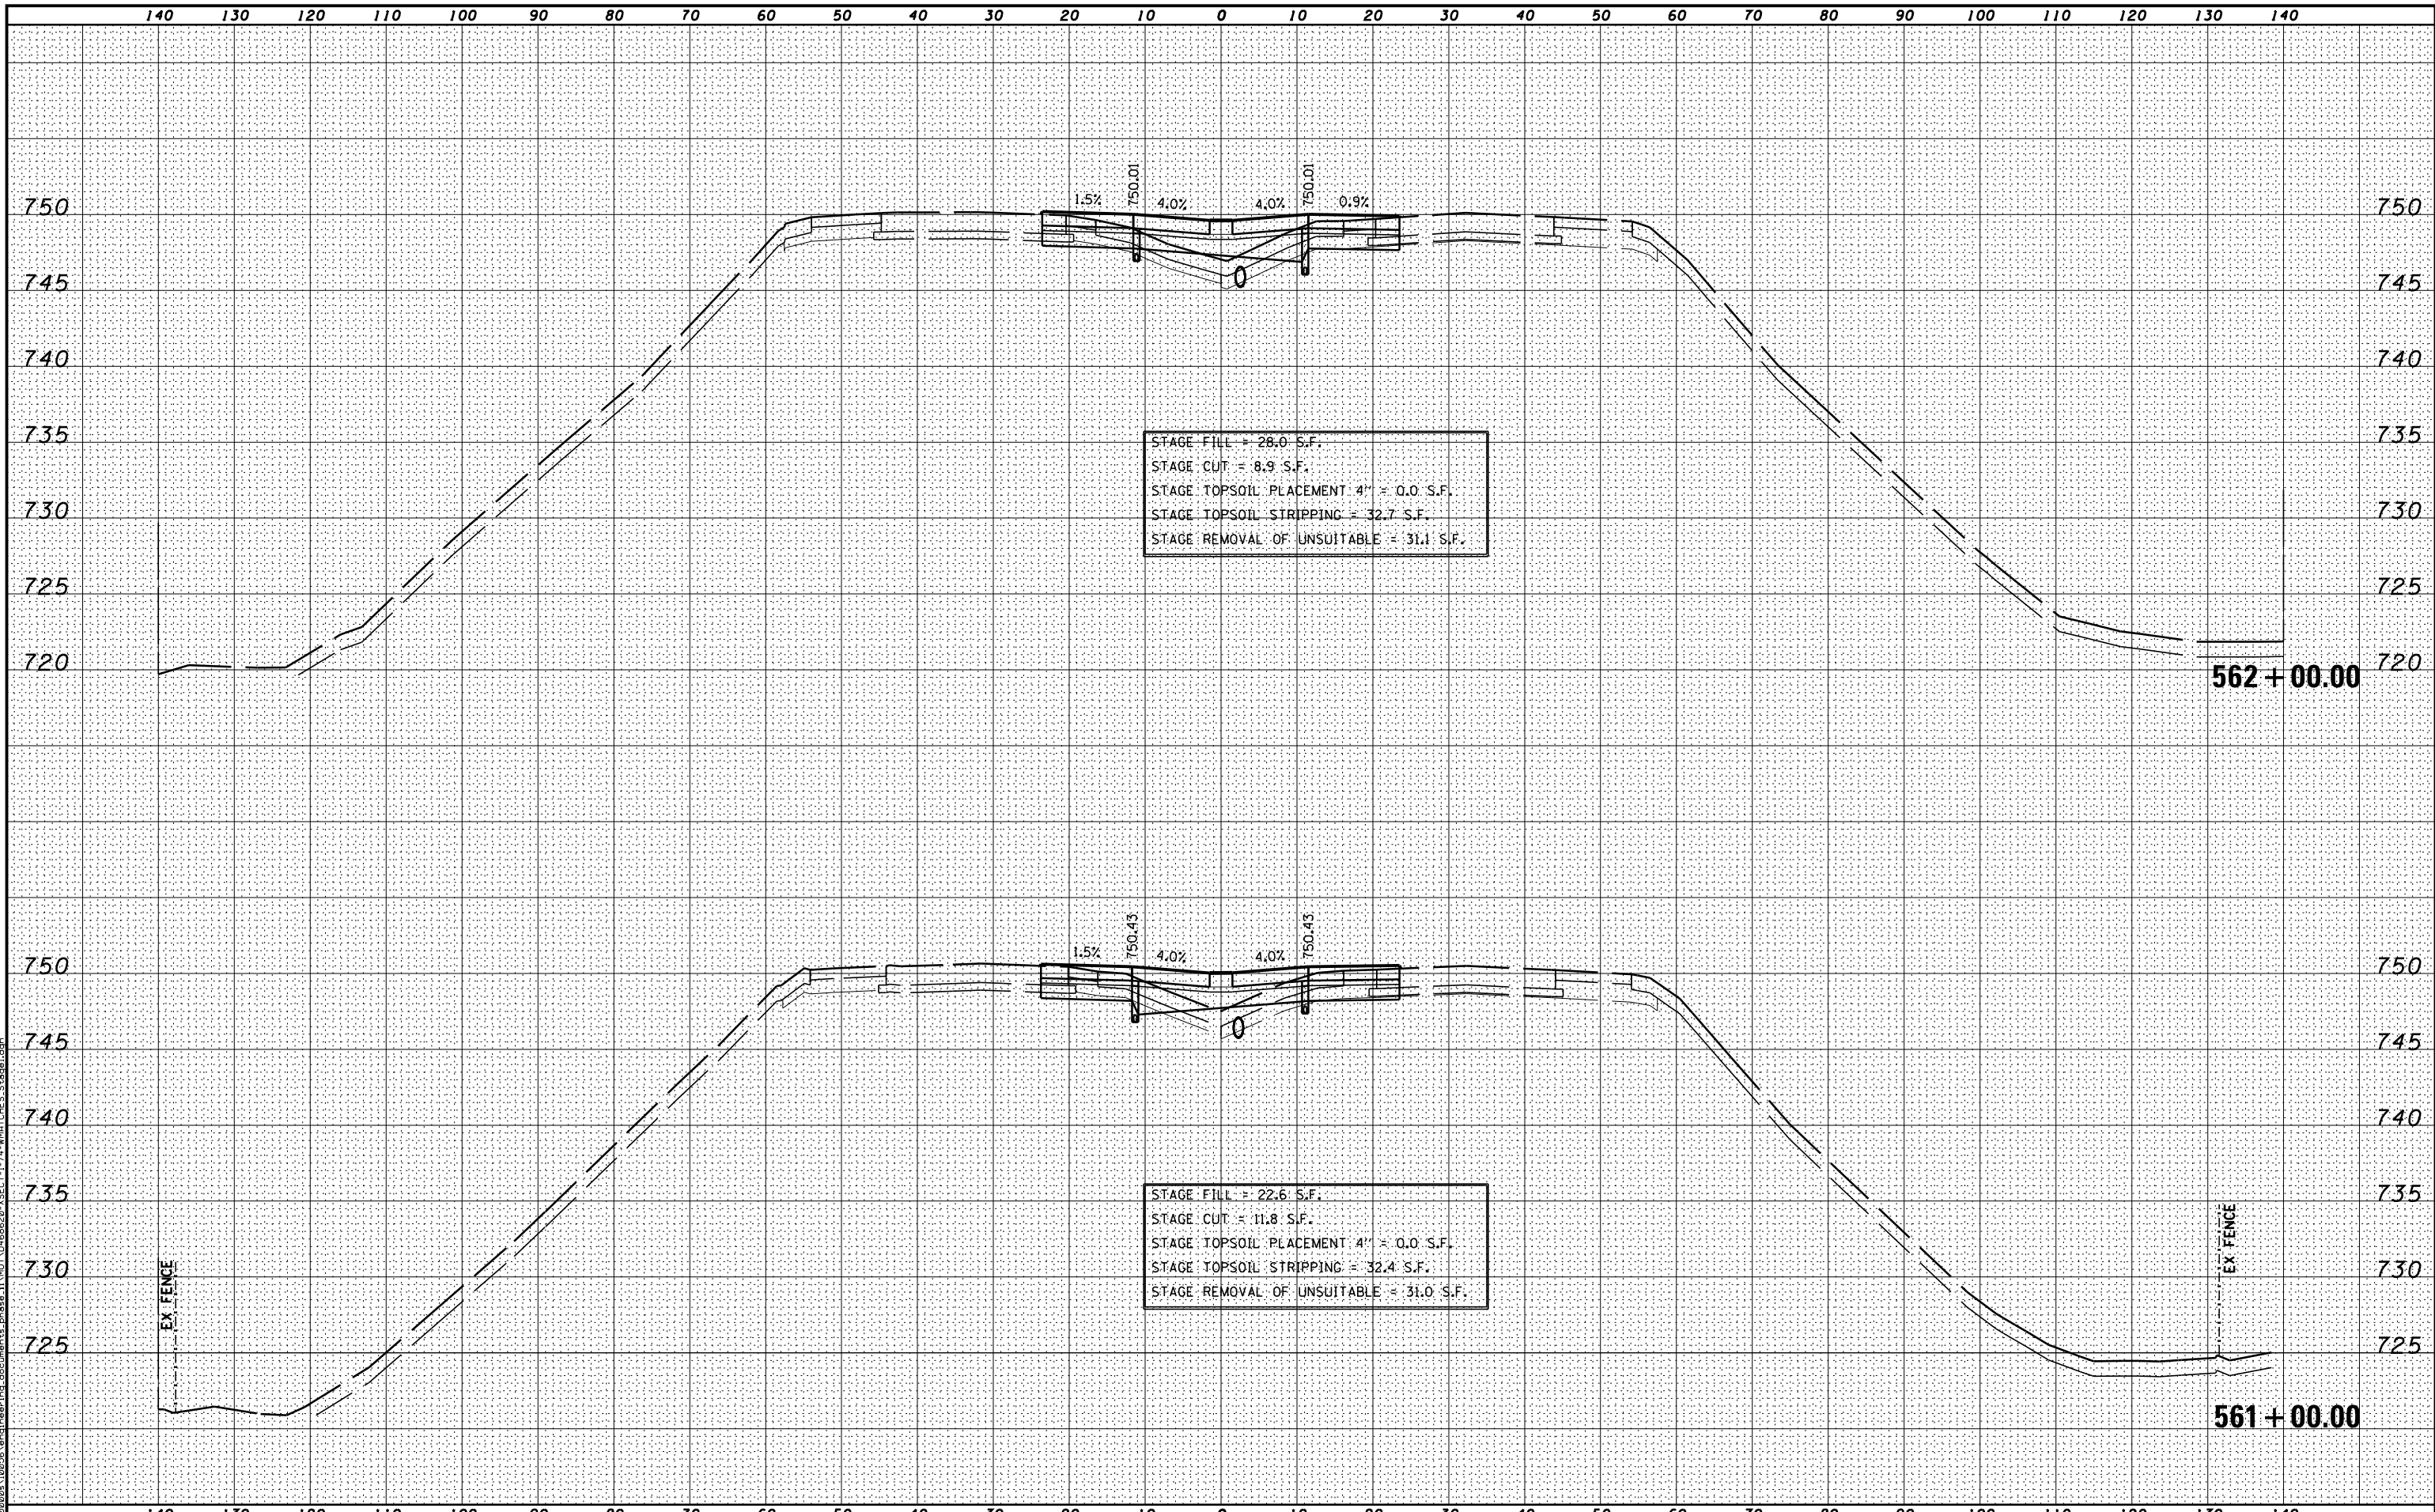 140 130 120 110 100 90 80 70 60 50 40 30 20 10 0 10 20 30 40 50 60 70 80 90 100 110 120 130 140
750.01 750.01
1.5% 4.0% 4.0% 0.9%
750 750
745 745
740 740
735 735
STAGE FILL = 28.0 S.F.
STAGE CUT = 8.9 S.F.
STAGE TOPSOIL PLACEMENT 4" = 0.0 S.F.
STAGE TOPSOIL STRIPPING = 32.7 S.F.
STAGE REMOVAL OF UNSUITABLE = 31.1 S.F.
730 730
725 725
720 720
562+00.00
750.43 750.43
1.5% 4.0% 4.0%
750 750
745 745
740 740
735 735
STAGE FILL = 22.6 S.F.
STAGE CUT = 11.8 S.F.
STAGE TOPSOIL PLACEMENT 4" = 0.0 S.F.
STAGE TOPSOIL STRIPPING = 32.4 S.F.
STAGE REMOVAL OF UNSUITABLE = 31.0 S.F.
EX FENCE
EX FENCE
730 730
725 725
561+00.00